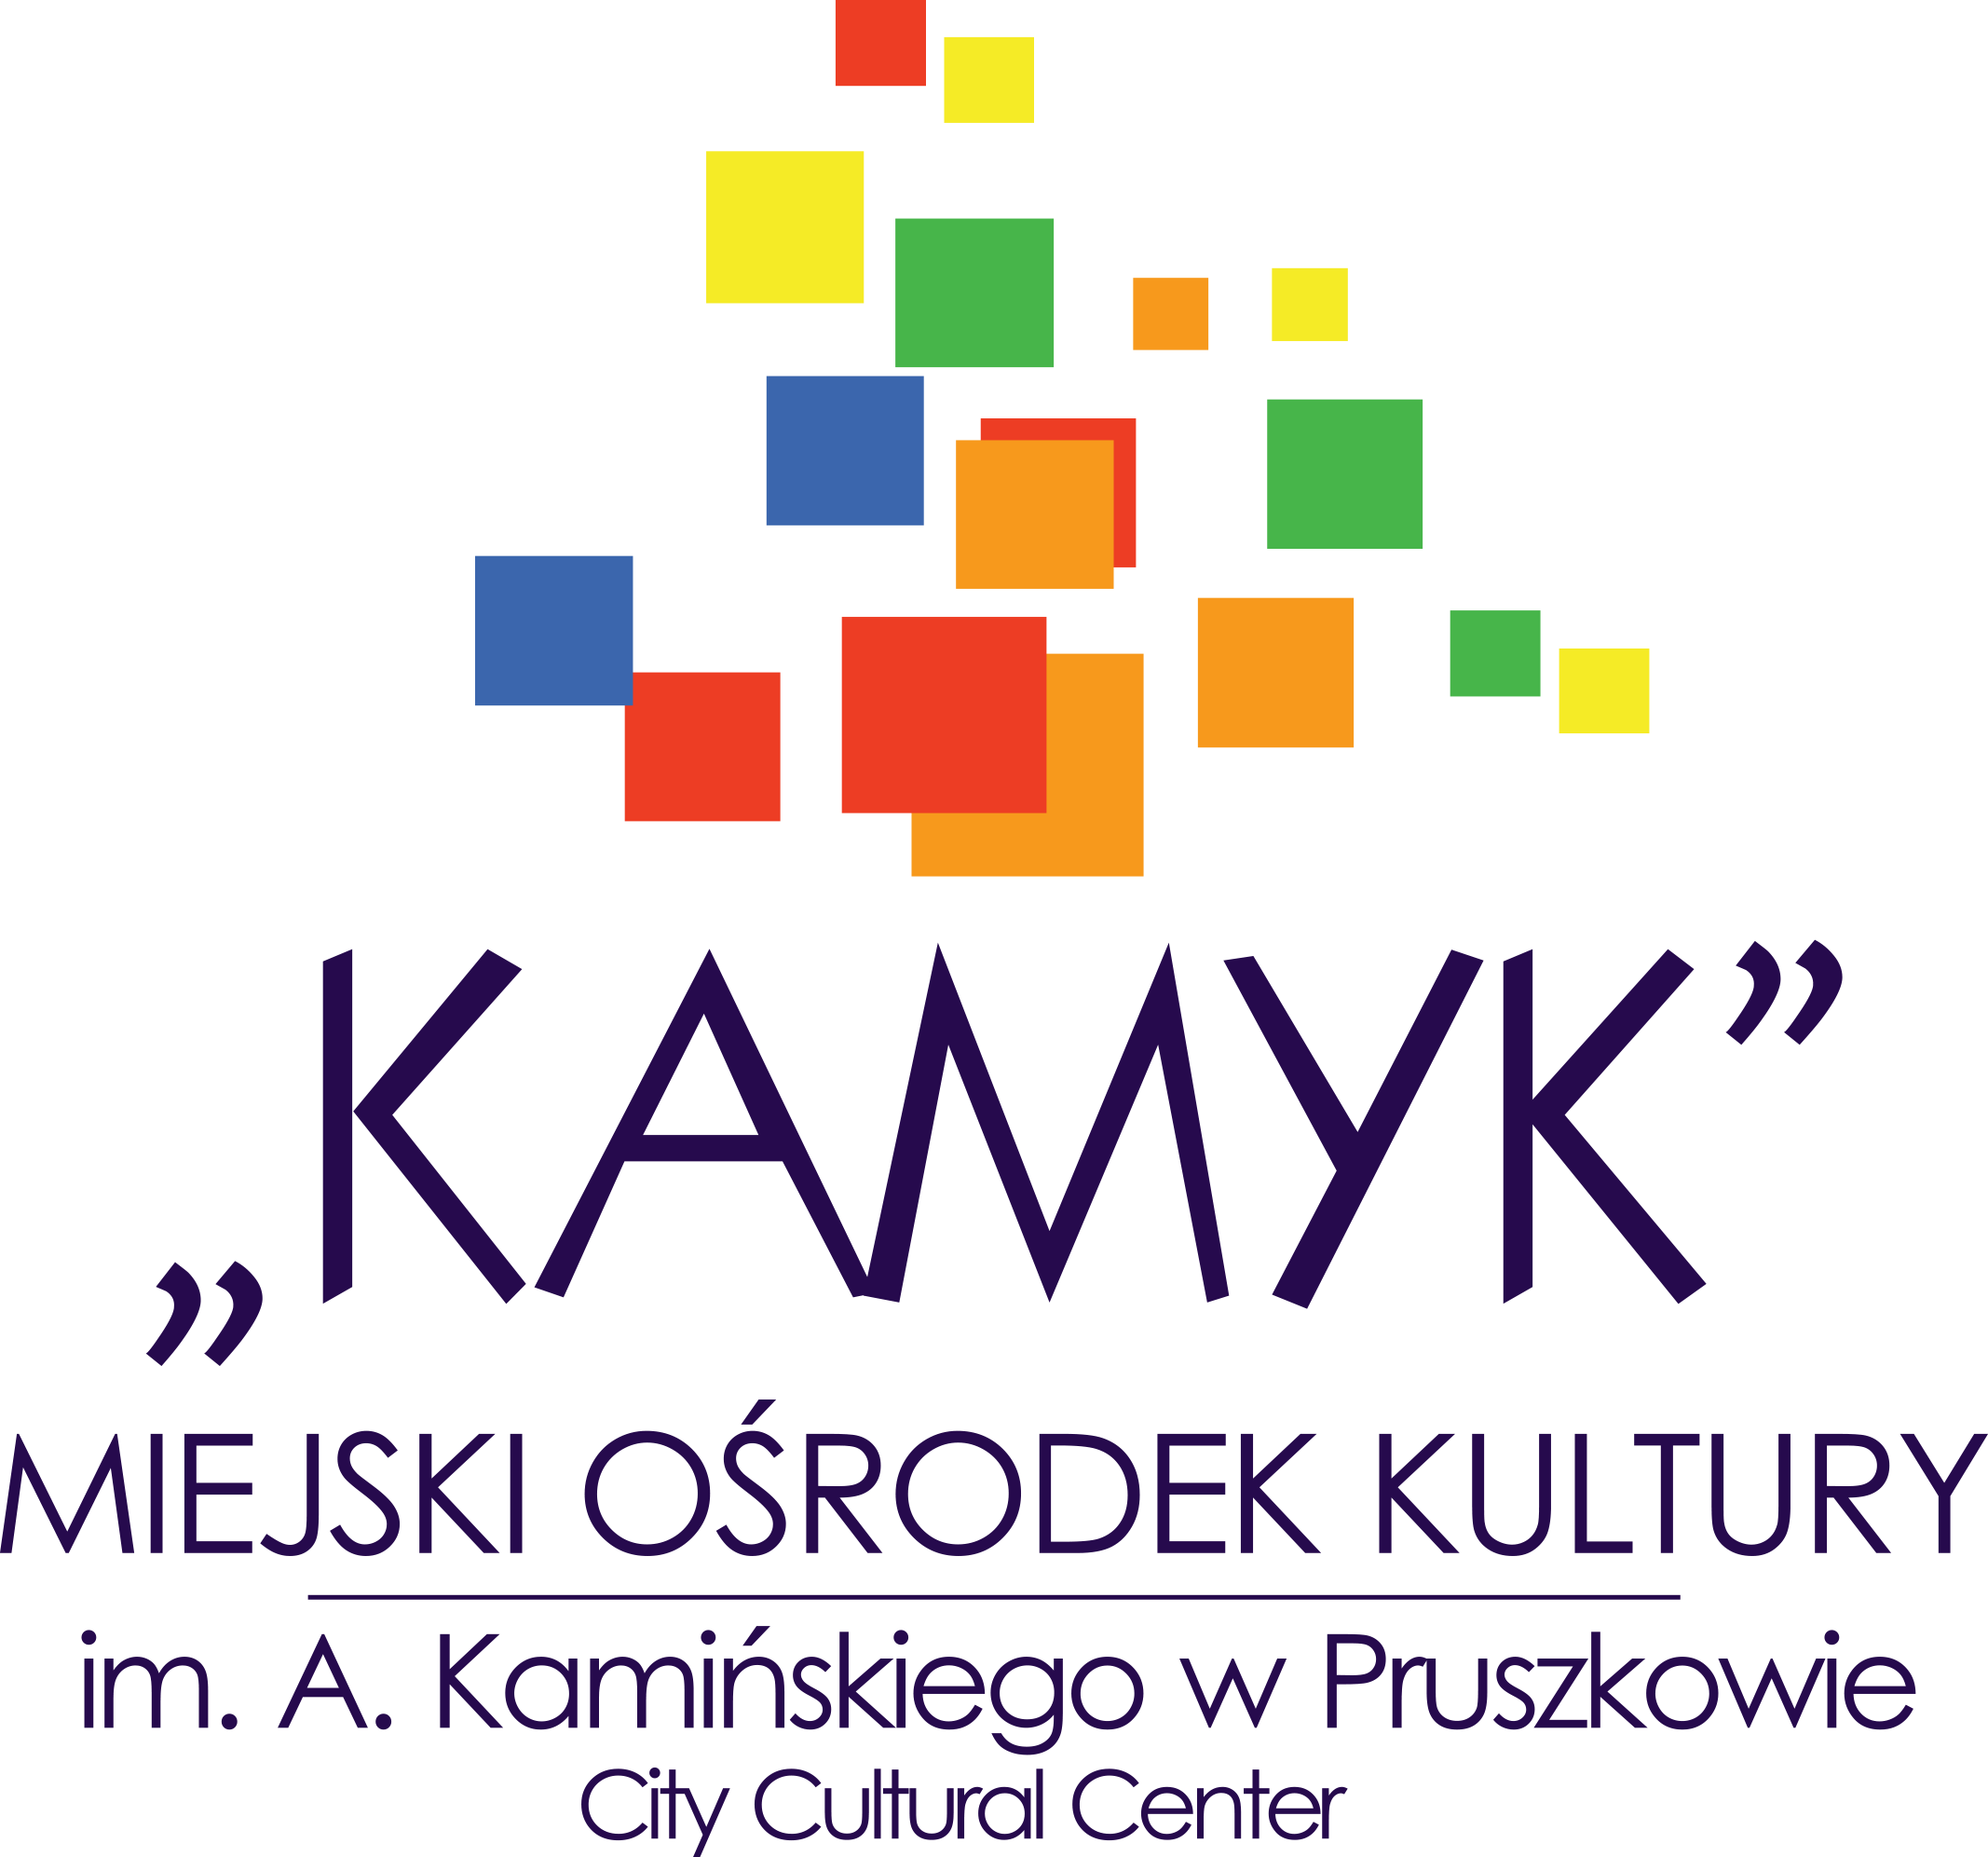 „KAMYK”
MIEJSKI OŚRODEK KULTURY
im. A. Kamińskiego w Pruszkowie
City Cultural Center